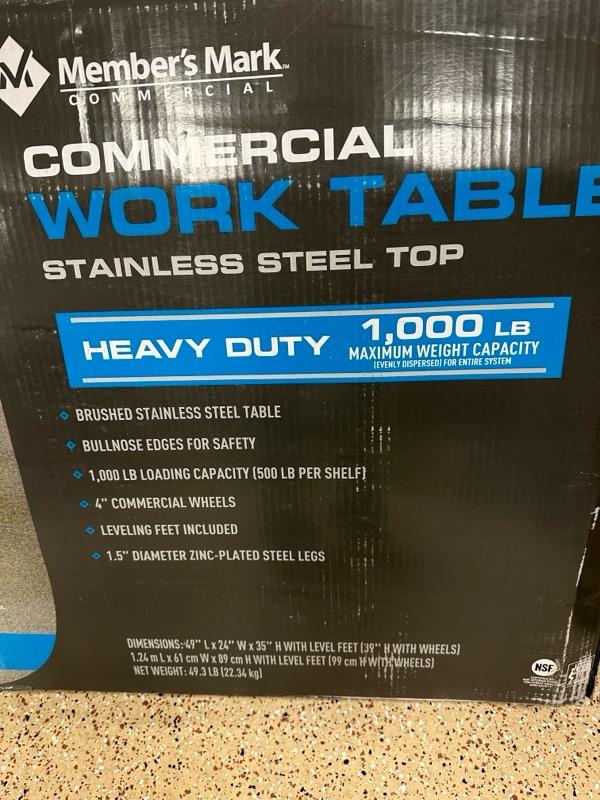 Member's Mark™
COMMERCIAL
COMMERCIAL
WORK TABLE
STAINLESS STEEL TOP
HEAVY DUTY
1,000 LB
MAXIMUM WEIGHT CAPACITY
(EVENLY DISPERSED) FOR ENTIRE SYSTEM
BRUSHED STAINLESS STEEL TABLE
BULLNOSE EDGES FOR SAFETY
1,000 LB LOADING CAPACITY (500 LB PER SHELF)
4" COMMERCIAL WHEELS
LEVELING FEET INCLUDED
1.5" DIAMETER ZINC-PLATED STEEL LEGS
DIMENSIONS: 49" L x 24" W x 35" H WITH LEVEL FEET (39" H WITH WHEELS)
1.24 m L x 61 cm W x 89 cm H WITH LEVEL FEET (99 cm H WITH WHEELS)
NET WEIGHT: 49.3 LB (22.34 kg)
NSF